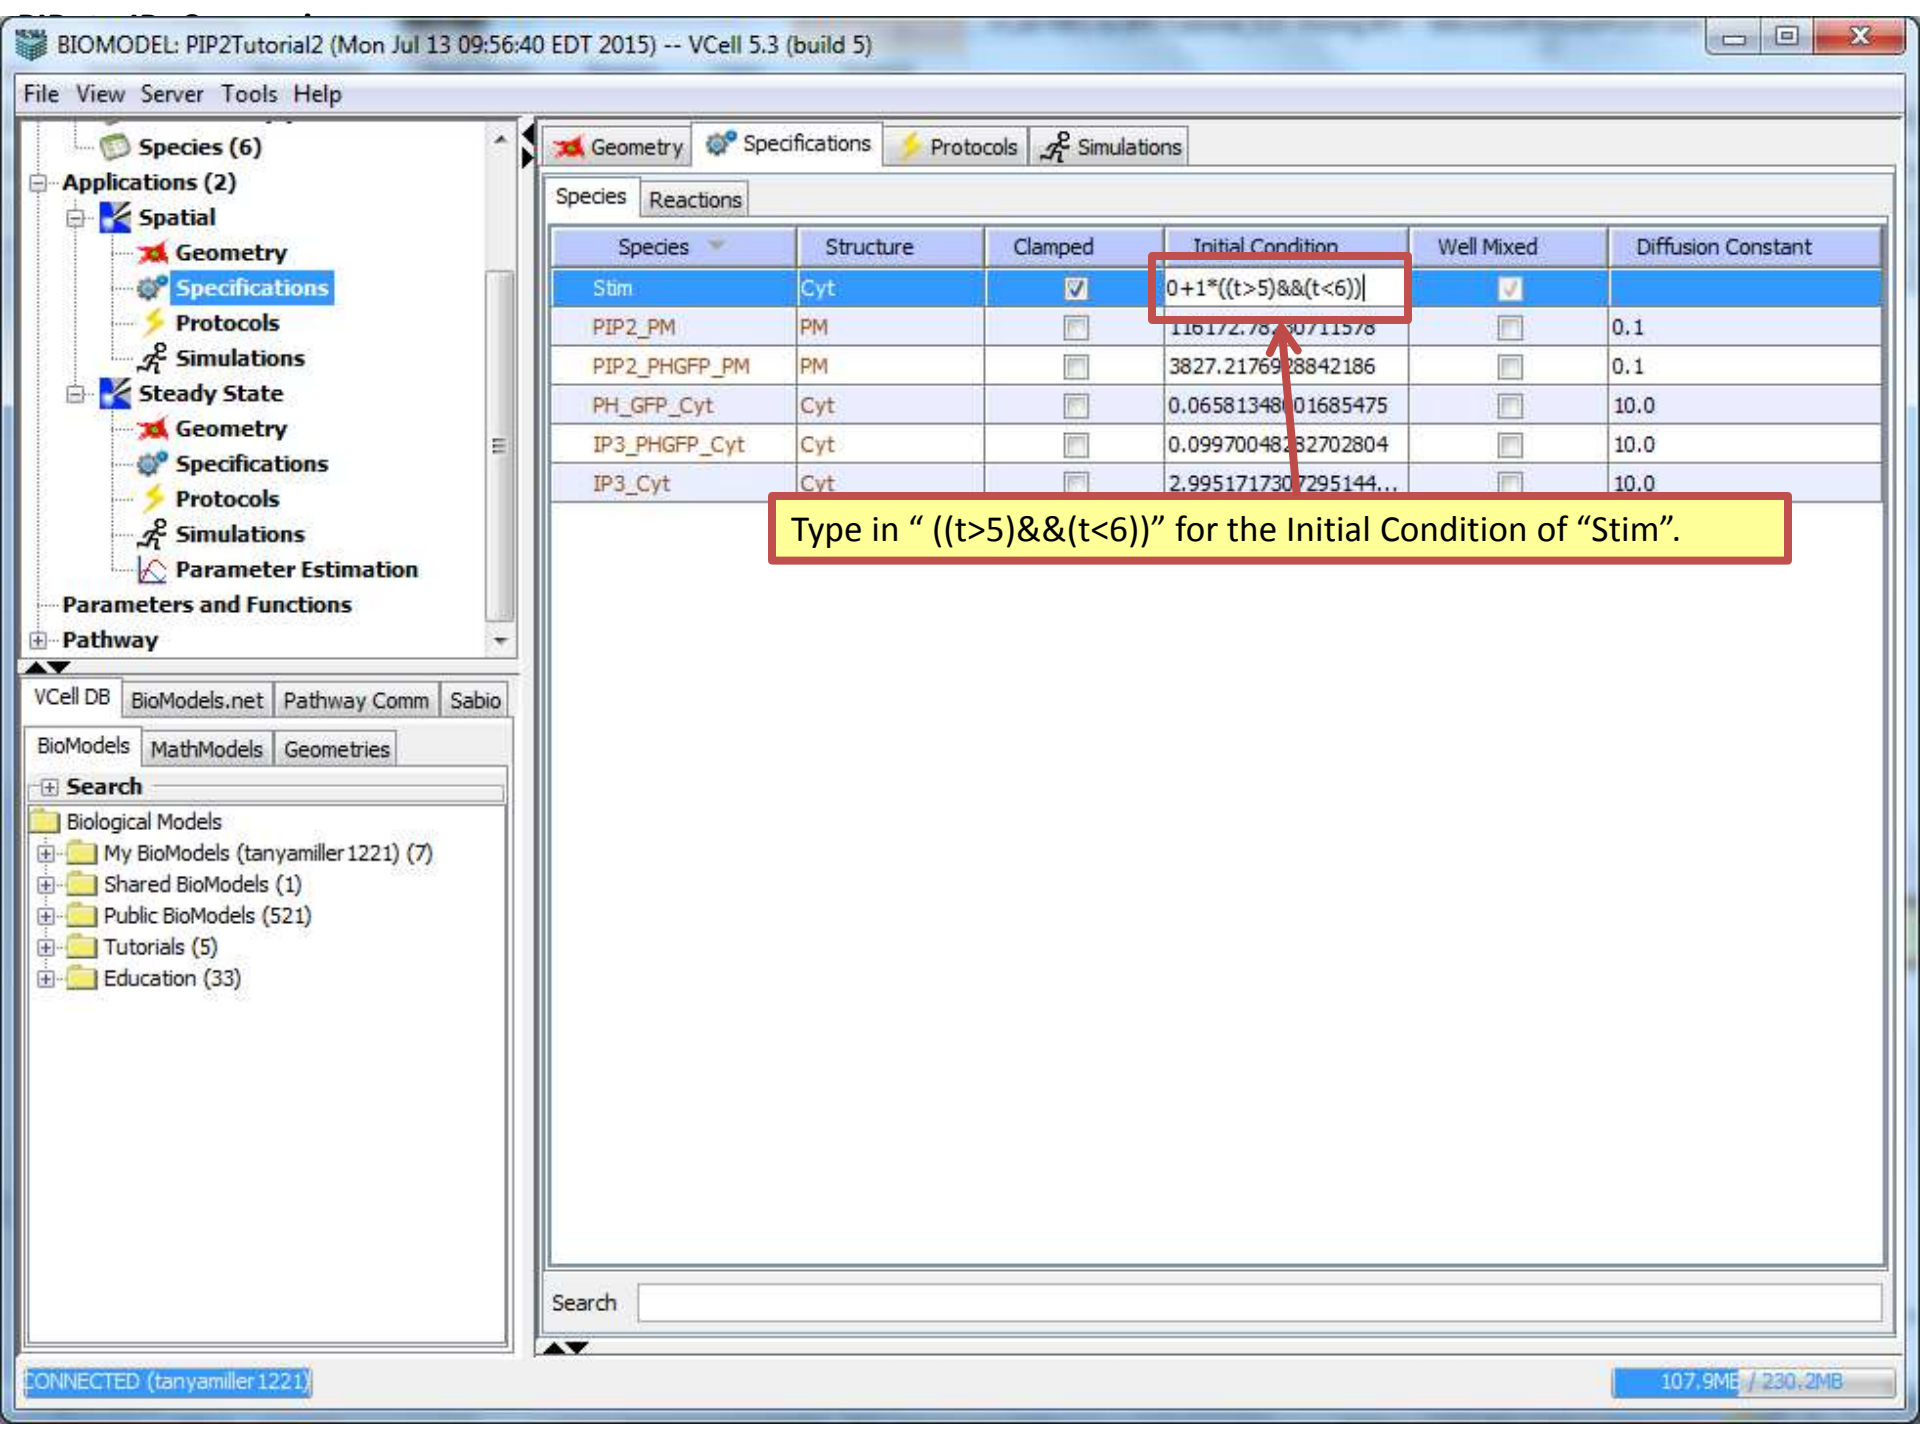 BIOMODEL: PIP2Tutorial2 (Mon Jul 13 09:56:40 EDT 2015) -- VCell 5.3 (build 5)
File View Server Tools Help
Species (6)
Applications (2)
Spatial
Geometry
Specifications
Protocols
Simulations
Steady State
Geometry
Specifications
Protocols
Simulations
Parameter Estimation
Parameters and Functions
Pathway
VCell DB BioModels.net Pathway Comm Sabio
BioModels MathModels Geometries
Search
Biological Models
My BioModels (tanyamiller1221) (7)
Shared BioModels (1)
Public BioModels (521)
Tutorials (5)
Education (33)
Geometry Specifications Protocols Simulations
Species Reactions
Species Structure Clamped Initial Condition Well Mixed Diffusion Constant
Stim Cyt 0+1*((t>5)&&(t<6))
PIP2_PM PM 0.1
PIP2_PHGFP_PM PM 0.1
PH_GFP_Cyt Cyt 10.0
IP3_PHGFP_Cyt Cyt 10.0
IP3_Cyt Cyt 10.0
Type in “ ((t>5)&&(t<6))” for the Initial Condition of “Stim”.
Search
CONNECTED (tanyamiller1221) 107.9MB / 230.2MB